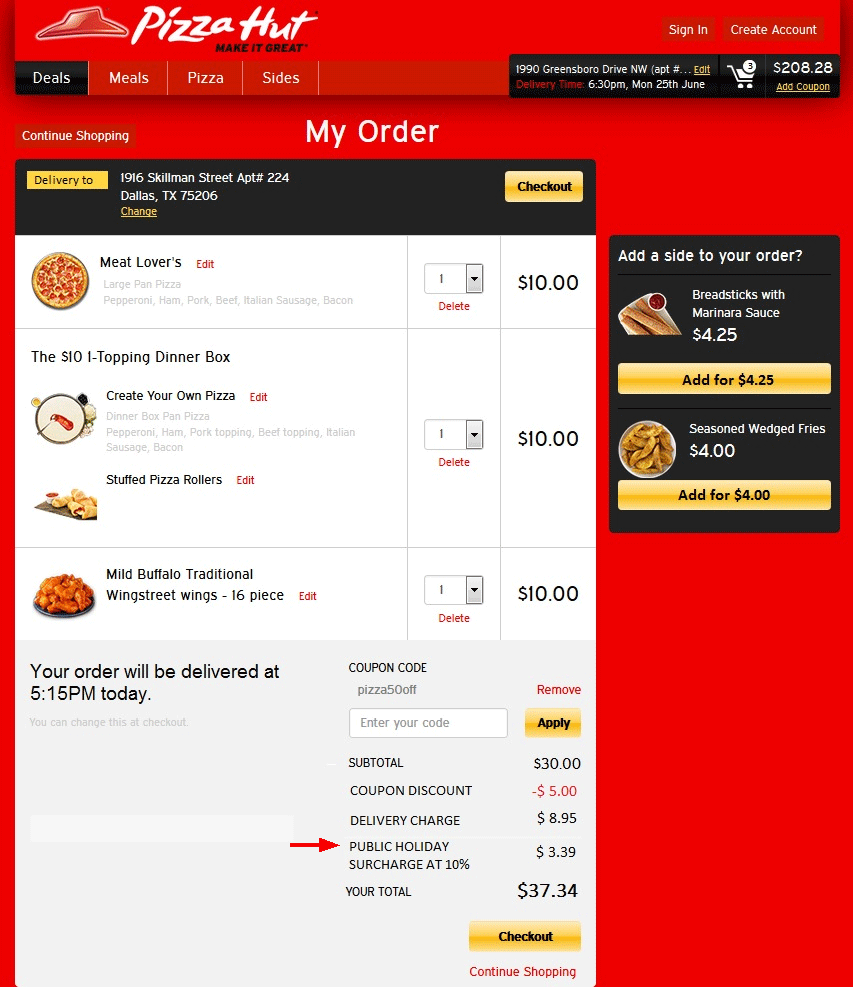 Pizza Hut
MAKE IT GREAT
Sign In
Create Account
Deals
Meals
Pizza
Sides
1990 Greensboro Drive NW (apt #... Edit
Delivery Time: 6:30pm, Mon 25th June
3
$208.28
Add Coupon
Continue Shopping
My Order
Delivery to
1916 Skillman Street Apt# 224
Dallas, TX 75206
Change
Checkout
Meat Lover's Edit
Large Pan Pizza
Pepperoni, Ham, Pork, Beef, Italian Sausage, Bacon
1
Delete
$10.00
The $10 1-Topping Dinner Box
Create Your Own Pizza Edit
Dinner Box Pan Pizza
Pepperoni, Ham, Pork topping, Beef topping, Italian
Sausage, Bacon
Stuffed Pizza Rollers Edit
1
Delete
$10.00
Mild Buffalo Traditional
Wingstreet wings - 16 piece Edit
1
Delete
$10.00
Add a side to your order?
Breadsticks with
Marinara Sauce
$4.25
Add for $4.25
Seasoned Wedged Fries
$4.00
Add for $4.00
Your order will be delivered at
5:15PM today.
You can change this at checkout.
COUPON CODE
pizza50off Remove
Enter your code Apply
SUBTOTAL $30.00
COUPON DISCOUNT -$ 5.00
DELIVERY CHARGE $ 8.95
PUBLIC HOLIDAY
SURCHARGE AT 10% $ 3.39
YOUR TOTAL $37.34
Checkout
Continue Shopping